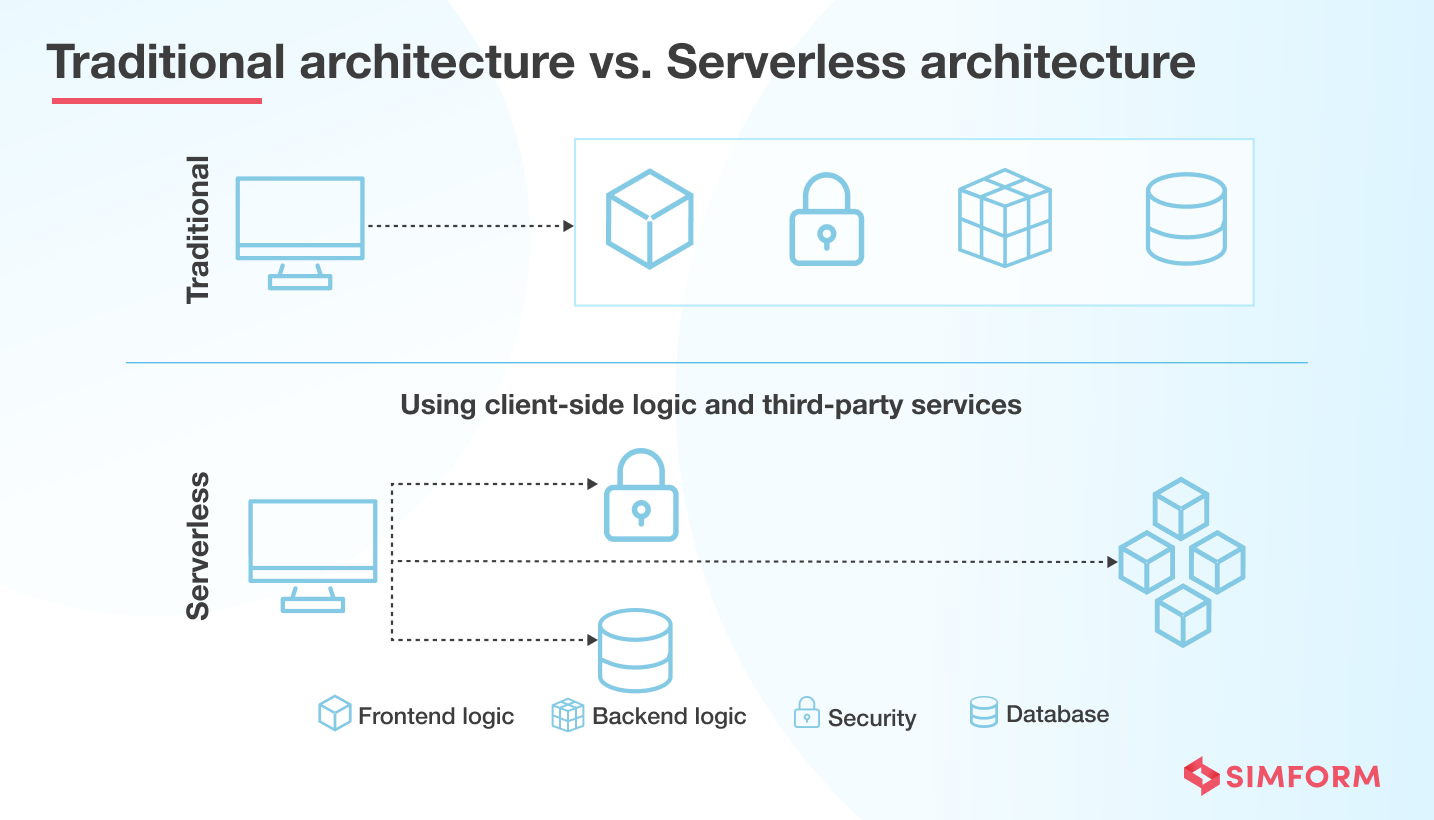 Traditional architecture vs. Serverless architecture
Traditional
Using client-side logic and third-party services
Serverless
Frontend logic
Backend logic
Security
Database
SIMFORM